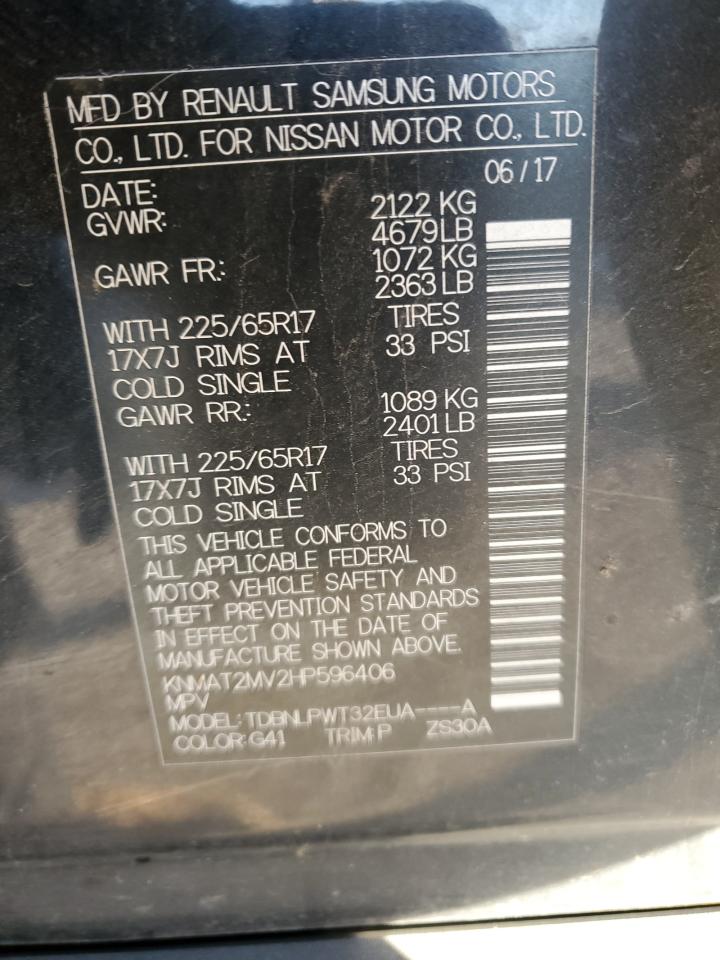 MFD BY RENAULT SAMSUNG MOTORS
CO., LTD. FOR NISSAN MOTOR CO., LTD.
DATE: 06/17
GVWR: 2122 KG
4679 LB
GAWR FR.: 1072 KG
2363 LB
WITH 225/65R17 TIRES
17X7J RIMS AT 33 PSI
COLD SINGLE
GAWR RR.: 1089 KG
2401 LB
WITH 225/65R17 TIRES
17X7J RIMS AT 33 PSI
COLD SINGLE
THIS VEHICLE CONFORMS TO
ALL APPLICABLE FEDERAL
MOTOR VEHICLE SAFETY AND
THEFT PREVENTION STANDARDS
IN EFFECT ON THE DATE OF
MANUFACTURE SHOWN ABOVE.
KNMAT2MV2HP596406
MPV
MODEL: TDBNLPWT32EUA----A
COLOR:G41 TRIM:P ZS30A